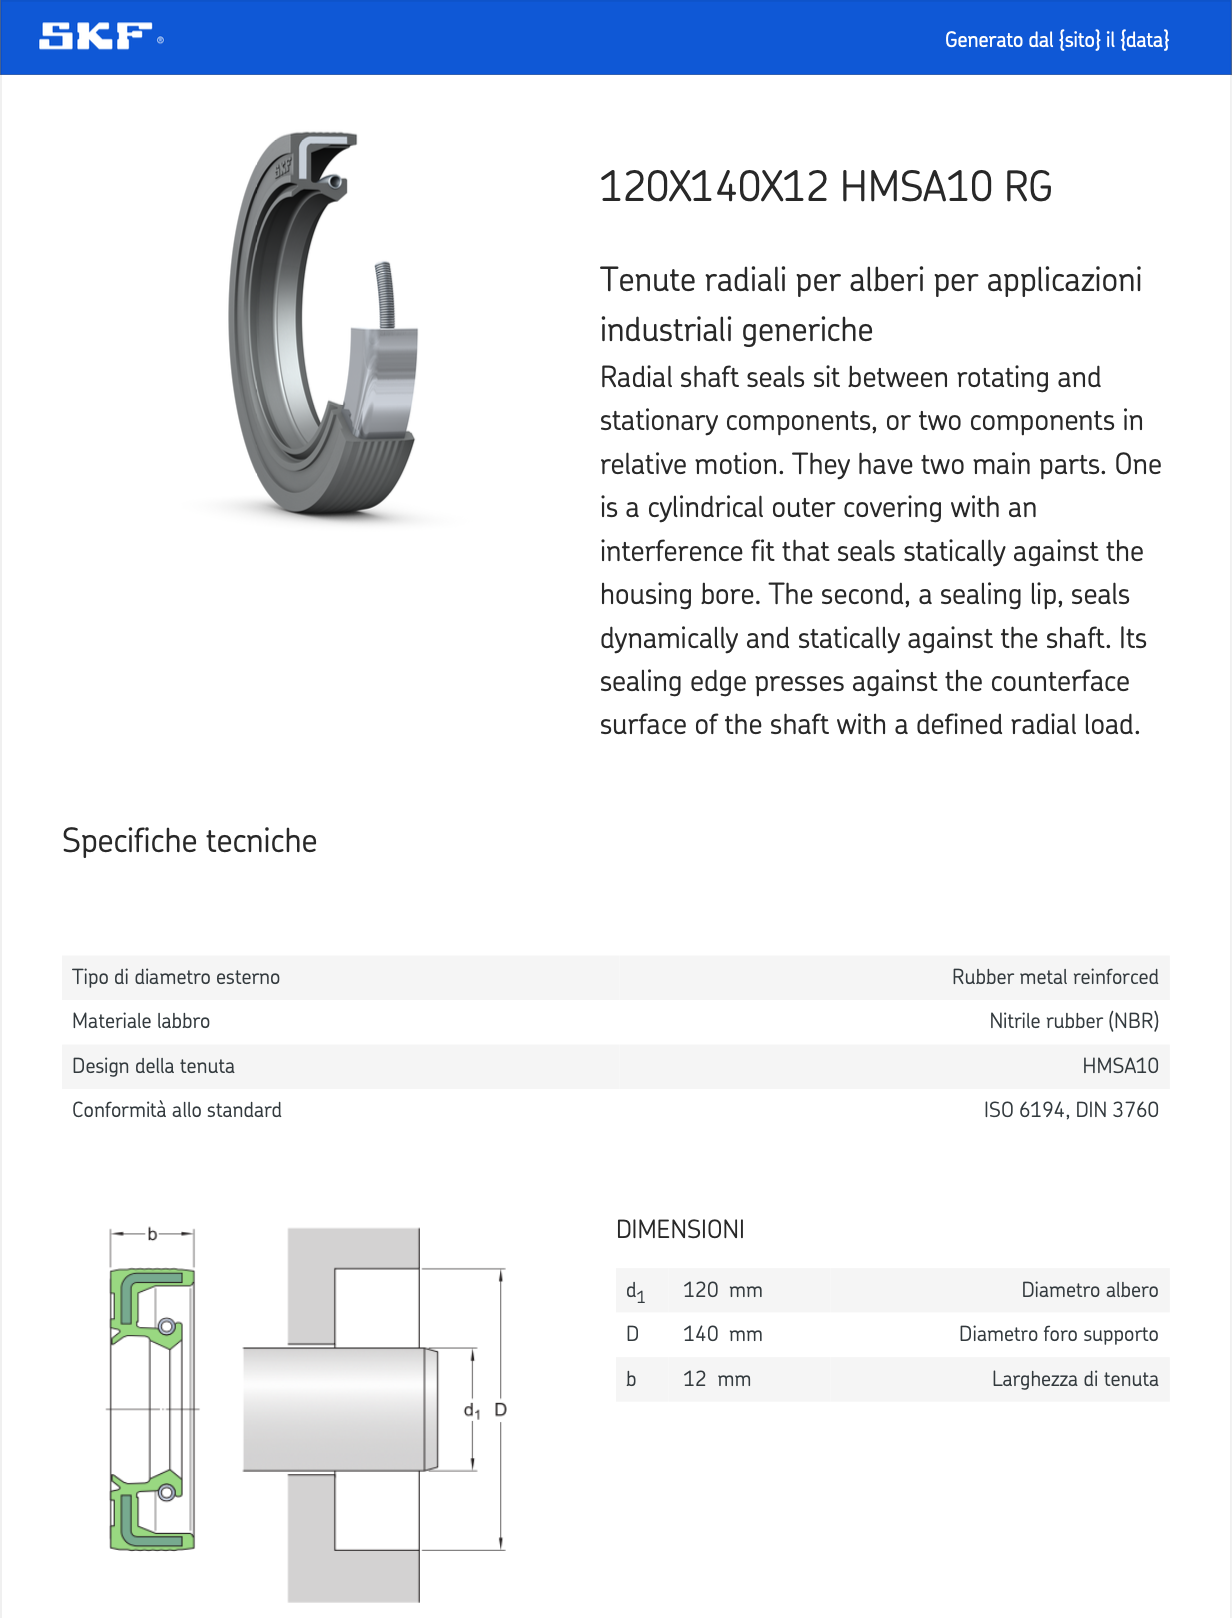 SKF®
Generato dal {sito} il {data}
SKF
120X140X12 HMSA10 RG
Tenute radiali per alberi per applicazioni
industriali generiche
Radial shaft seals sit between rotating and
stationary components, or two components in
relative motion. They have two main parts. One
is a cylindrical outer covering with an
interference fit that seals statically against the
housing bore. The second, a sealing lip, seals
dynamically and statically against the shaft. Its
sealing edge presses against the counterface
surface of the shaft with a defined radial load.
Specifiche tecniche
Tipo di diametro esterno Rubber metal reinforced
Materiale labbro Nitrile rubber (NBR)
Design della tenuta HMSA10
Conformità allo standard ISO 6194, DIN 3760
b
d1 D
DIMENSIONI
d1 120 mm Diametro albero
D 140 mm Diametro foro supporto
b 12 mm Larghezza di tenuta